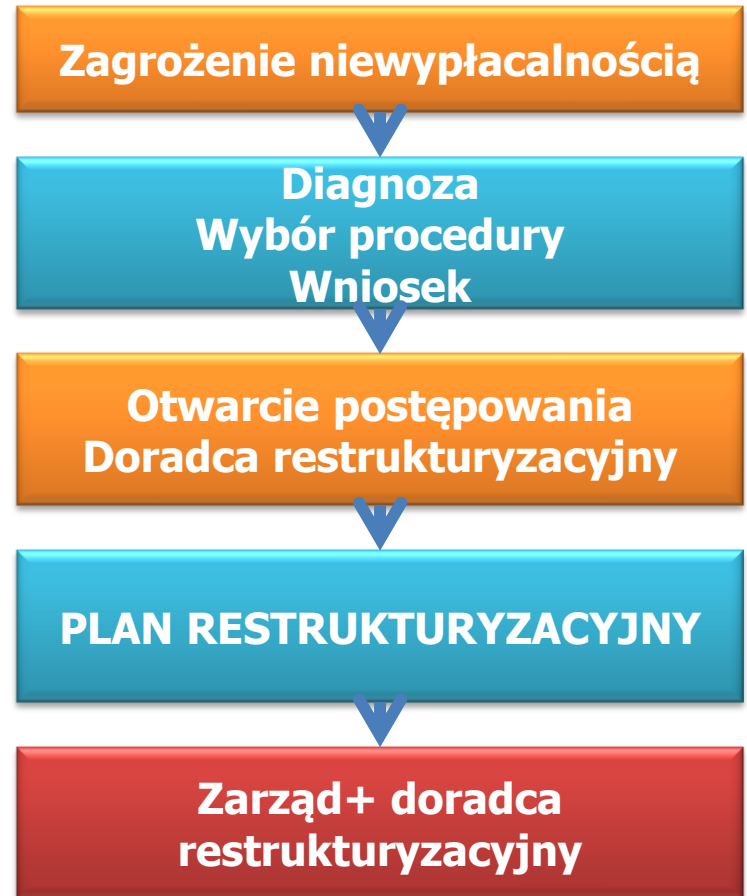 Zagrożenie niewypłacalnością
Diagnoza
Wybór procedury
Wniosek
Otwarcie postępowania
Doradca restrukturyzacyjny
PLAN RESTRUKTURYZACYJNY
Zarząd+ doradca
restrukturyzacyjny